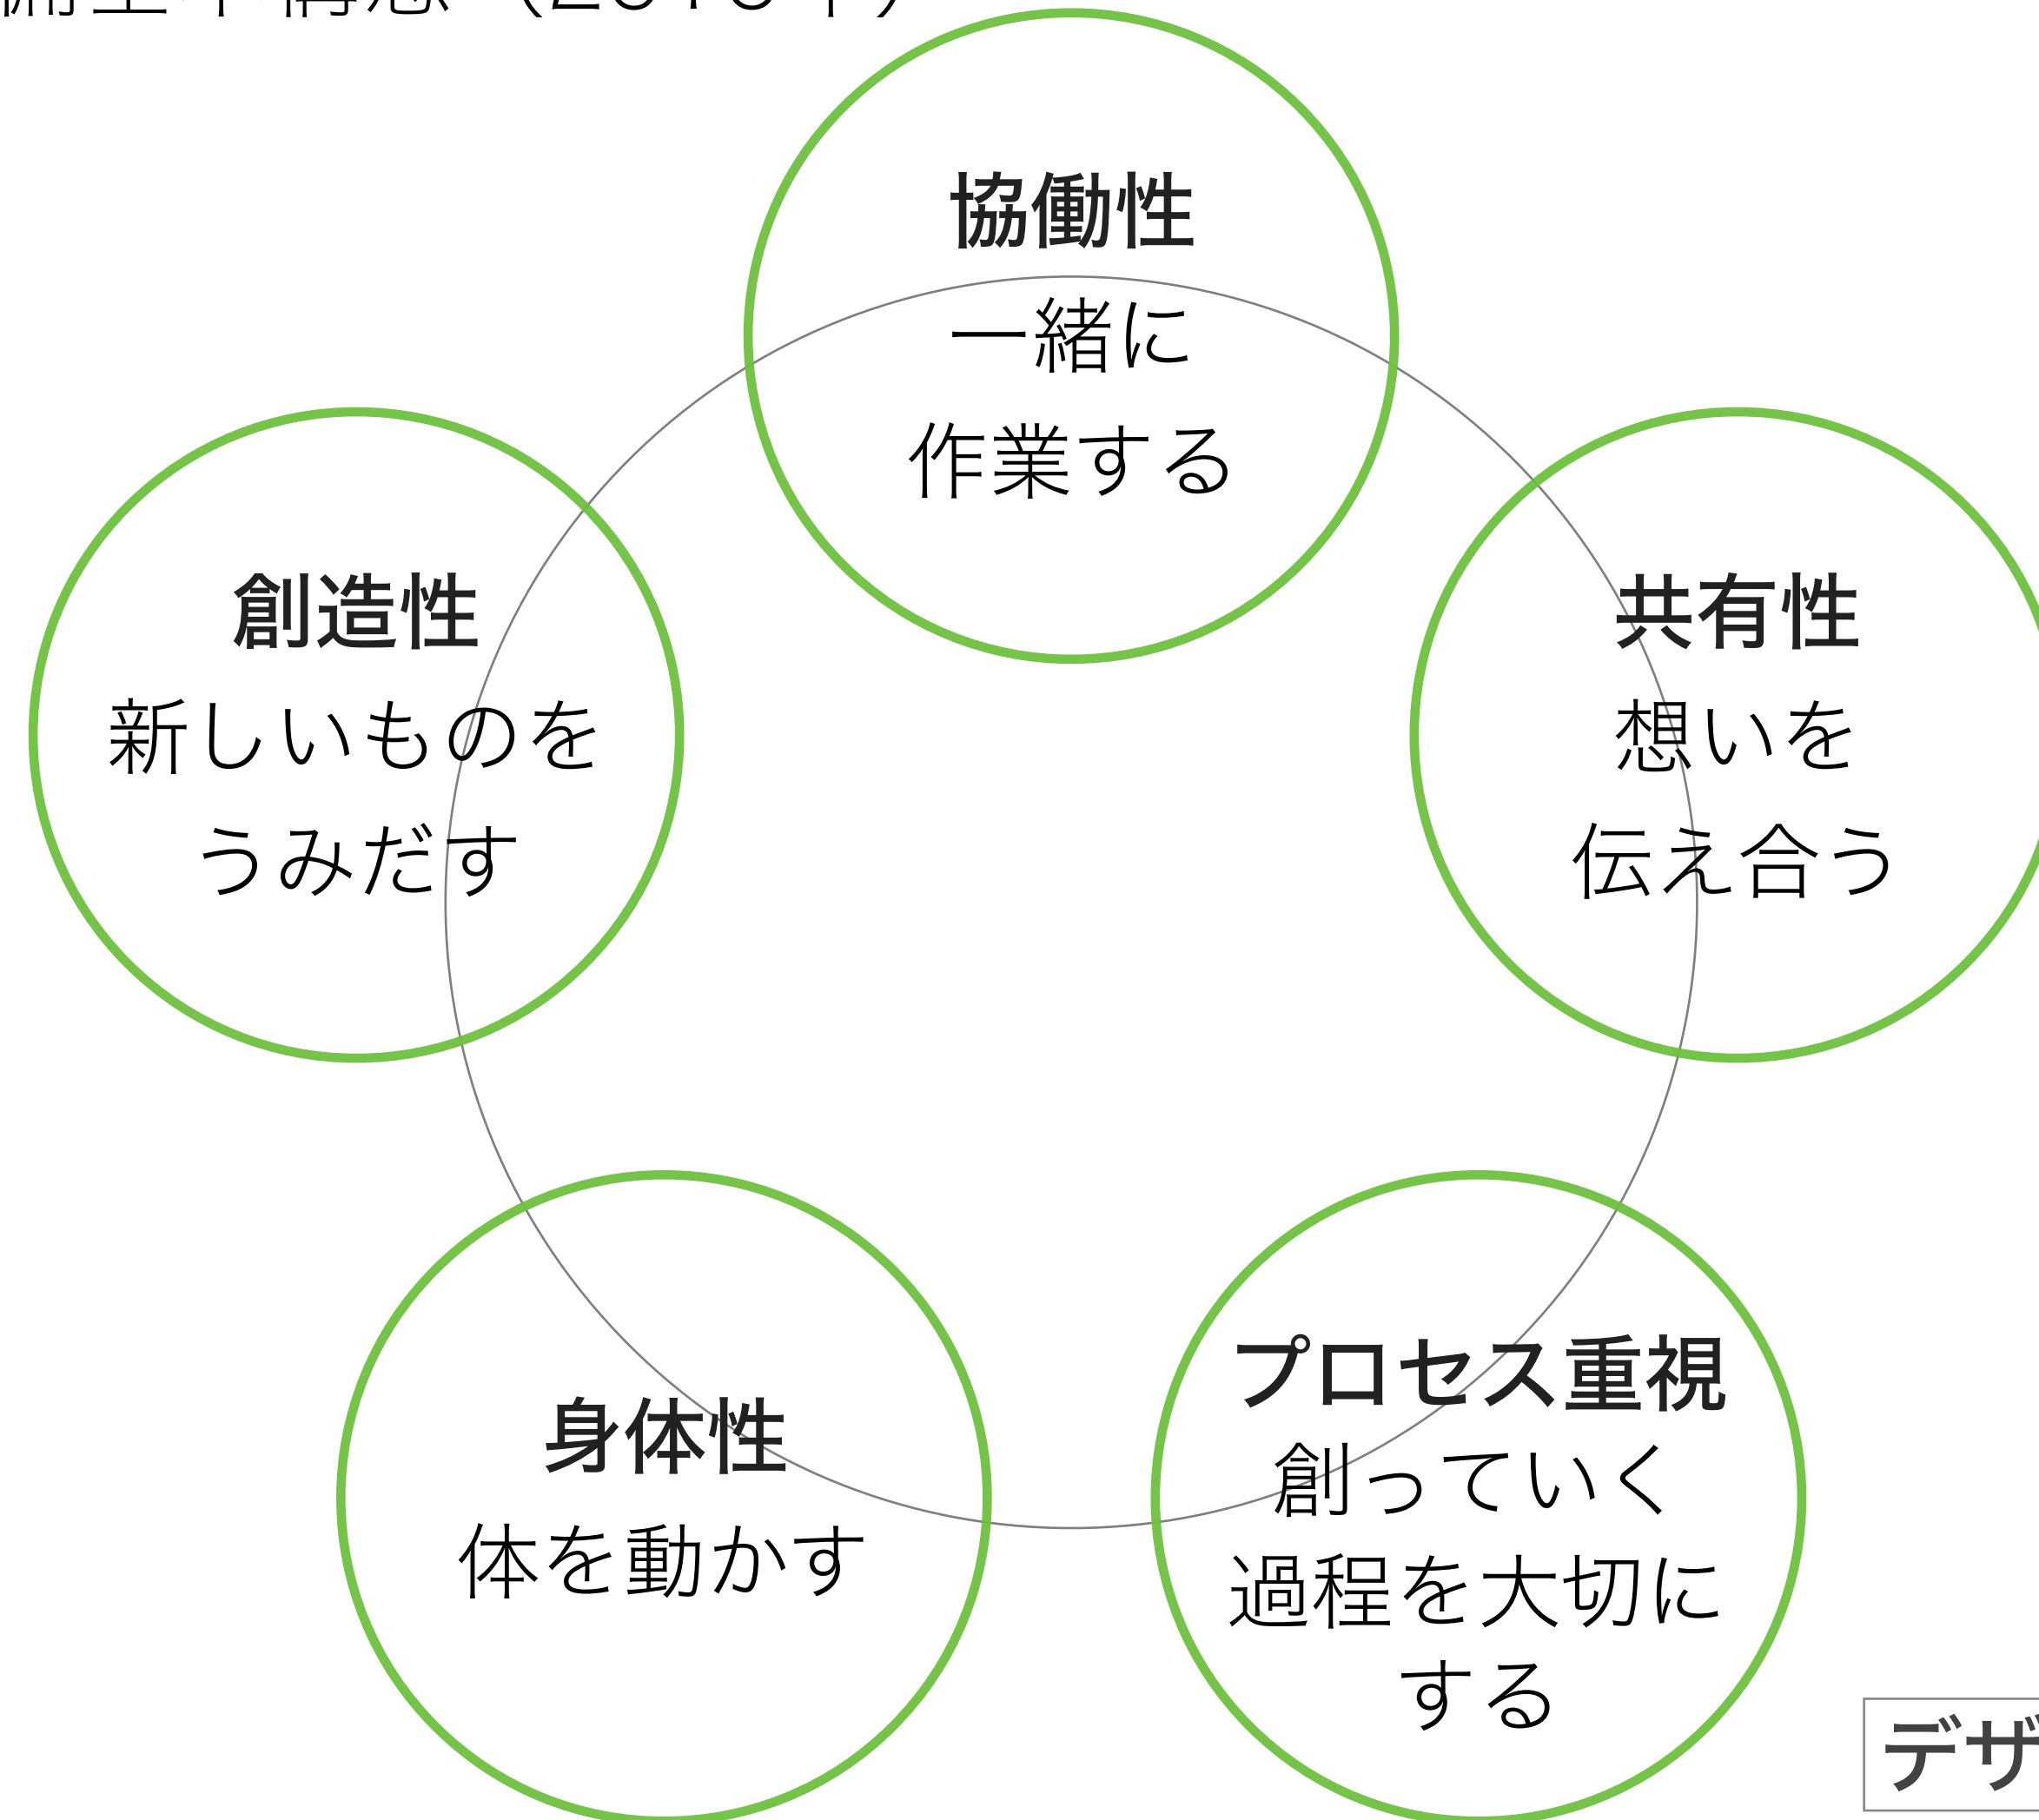 協働性
一緒に
作業する
創造性
新しいものを
うみだす
共有性
想いを
伝え合う
身体性
体を動かす
プロセス重視
創っていく
過程を大切に
する
デザ